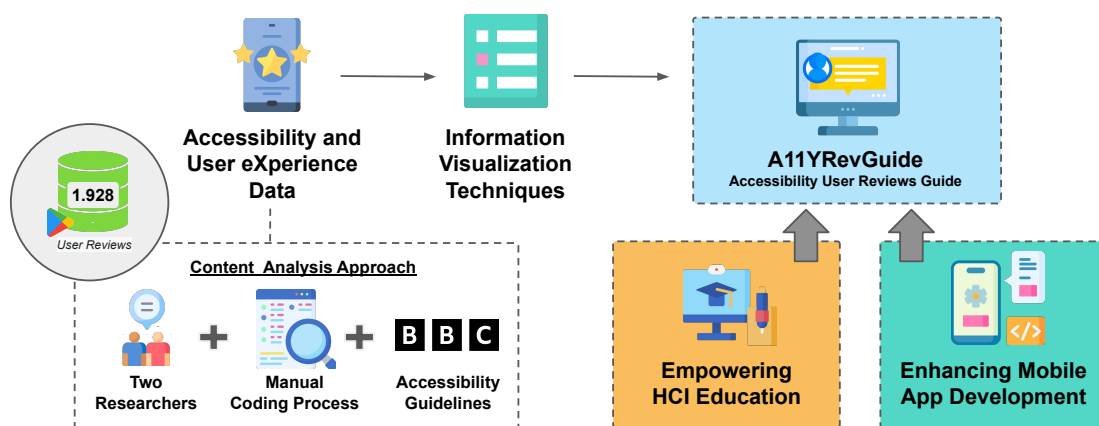 Accessibility and
User eXperience
Data
Information
Visualization
Techniques
A11YRevGuide
Accessibility User Reviews Guide
1.928
User Reviews
Content Analysis Approach
Two
Researchers
Manual
Coding Process
B B C
Accessibility
Guidelines
Empowering
HCI Education
</>
Enhancing Mobile
App Development